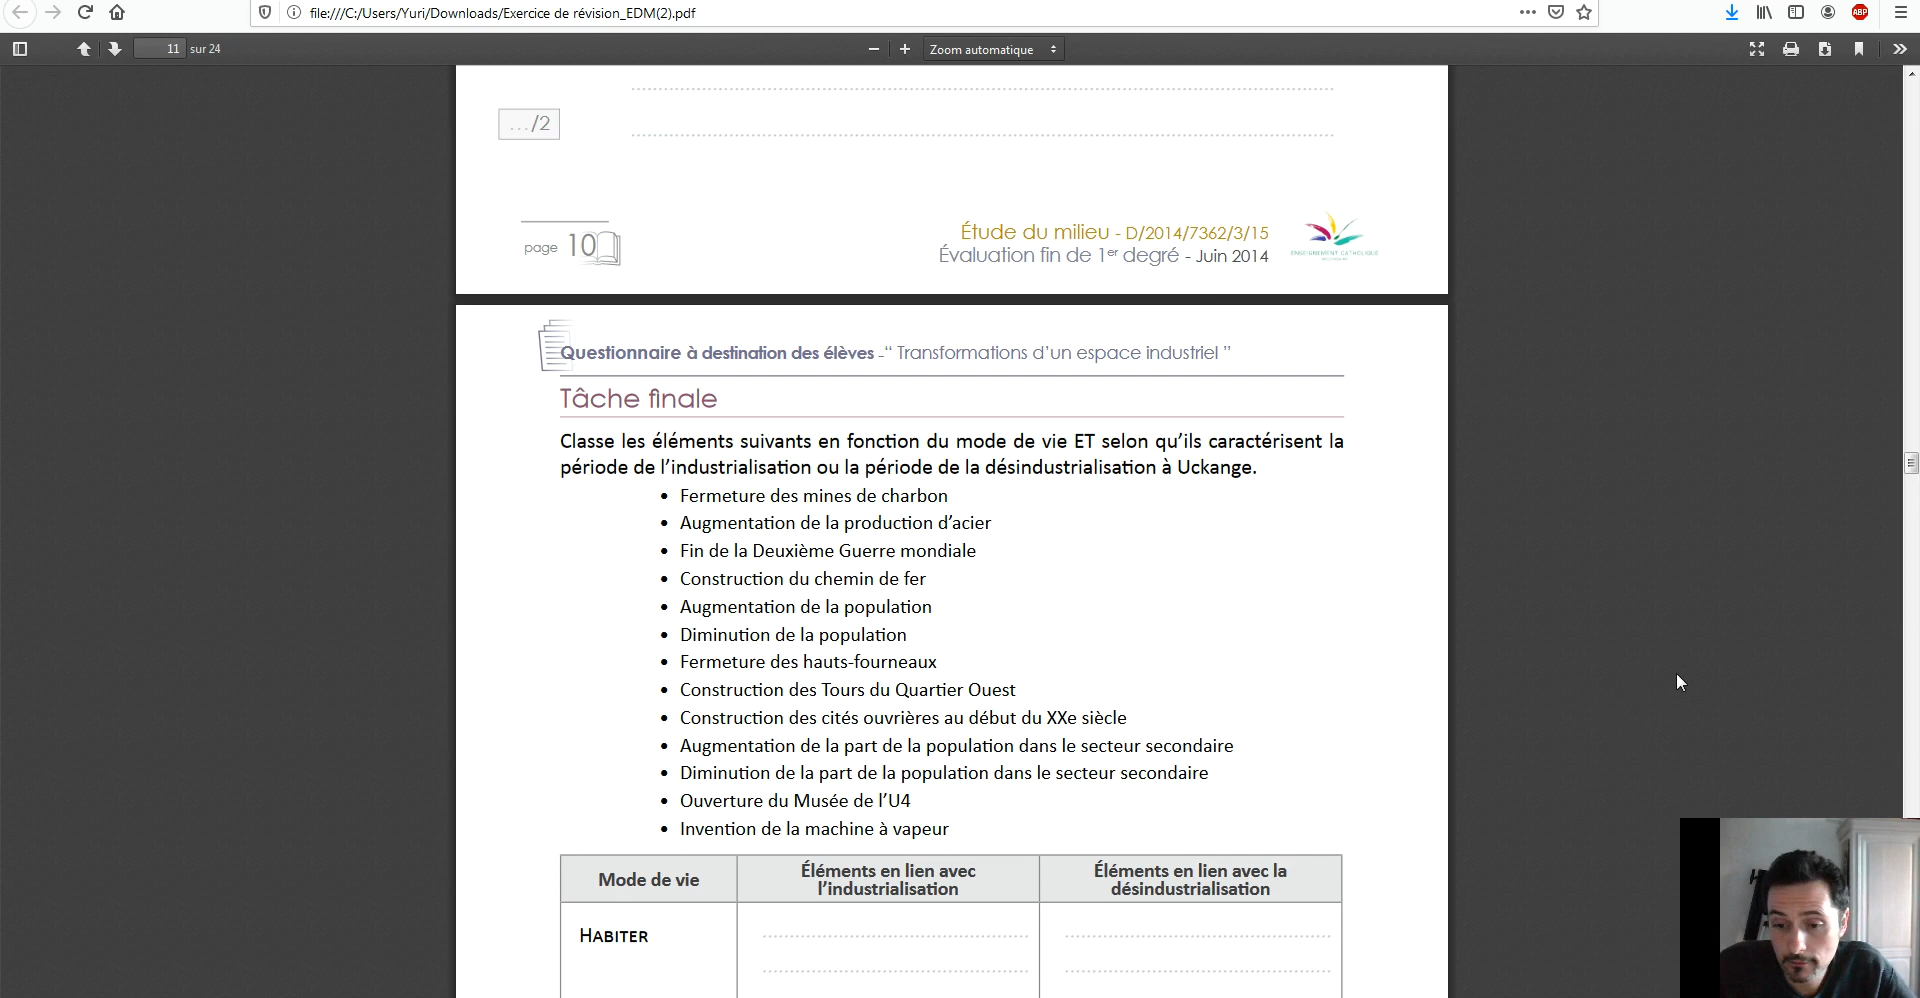 file:///C:/Users/Yuri/Downloads/Exercice de révision_EDM(2).pdf
ABP
11 sur 24
Zoom automatique
.../2
page 10
Étude du milieu - D/2014/7362/3/15
Évaluation fin de 1er degré - Juin 2014
ENSEIGNEMENT CATHOLIQUE
Questionnaire à destination des élèves -“ Transformations d’un espace industriel ”
Tâche finale
Classe les éléments suivants en fonction du mode de vie ET selon qu’ils caractérisent la
période de l’industrialisation ou la période de la désindustrialisation à Uckange.
• Fermeture des mines de charbon
• Augmentation de la production d’acier
• Fin de la Deuxième Guerre mondiale
• Construction du chemin de fer
• Augmentation de la population
• Diminution de la population
• Fermeture des hauts-fourneaux
• Construction des Tours du Quartier Ouest
• Construction des cités ouvrières au début du XXe siècle
• Augmentation de la part de la population dans le secteur secondaire
• Diminution de la part de la population dans le secteur secondaire
• Ouverture du Musée de l’U4
• Invention de la machine à vapeur
Mode de vie
Éléments en lien avec
l’industrialisation
Éléments en lien avec la
désindustrialisation
HABITER